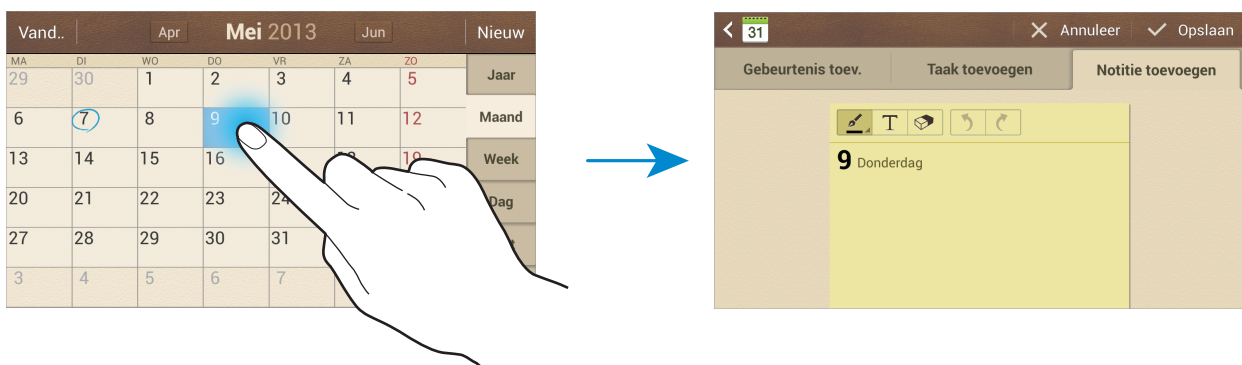 Vand.. Apr Mei 2013 Jun Nieuw
MA DI WO DO VR ZA ZO
29 30 1 2 3 4 5
6 7 8 9 10 11 12
13 14 15 16 19
20 21 22 23 24
27 28 29 30 31
3 4 5 6 7
Jaar
Maand
Week
Dag
31 Annuleer Opslaan
Gebeurtenis toev. Taak toevoegen Notitie toevoegen
T
9 Donderdag